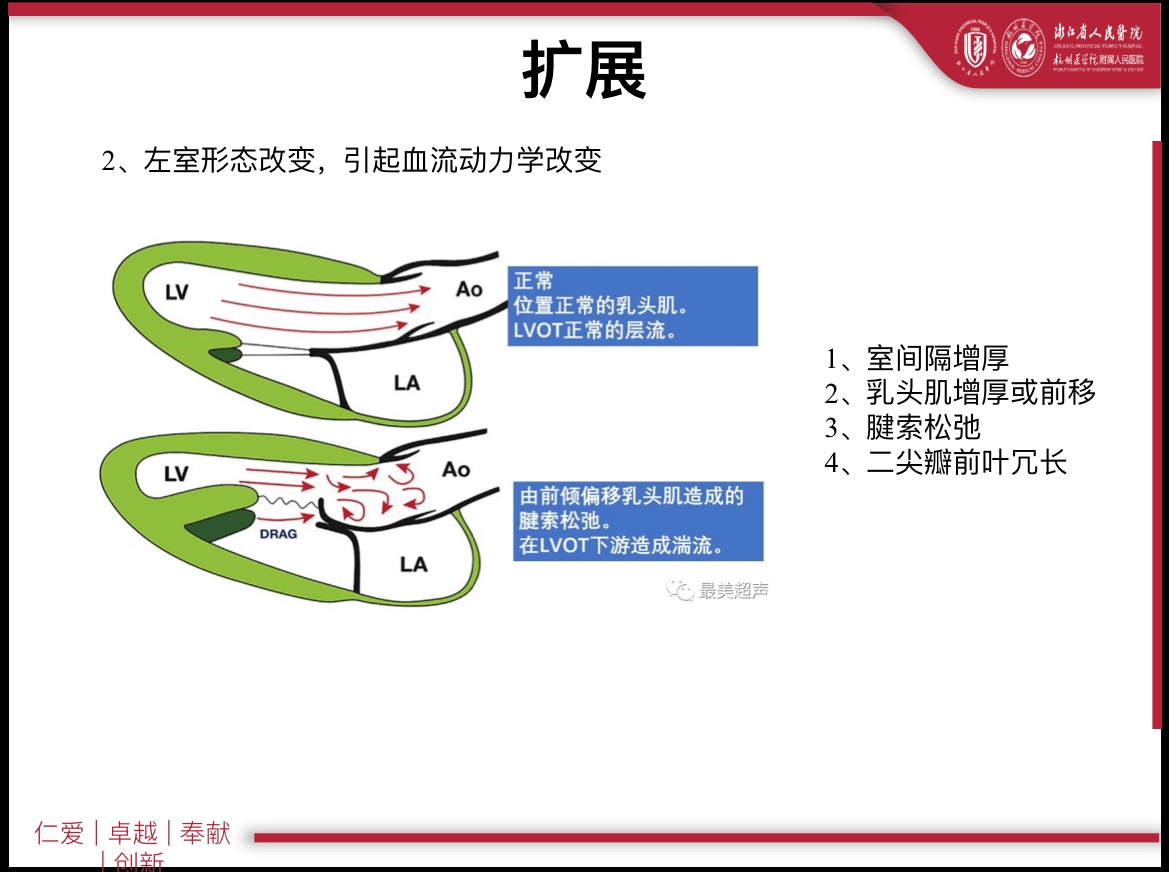 浙江省人民醫院
ZHEJIANG PROVINCIAL PEOPLE'S HOSPITAL
杭州医学院附属人民医院
扩展
2、左室形态改变，引起血流动力学改变
LV
Ao
LA
正常
位置正常的乳头肌。
LVOT正常的层流。
1、室间隔增厚
2、乳头肌增厚或前移
3、腱索松弛
4、二尖瓣前叶冗长
LV
Ao
DRAG
LA
由前倾偏移乳头肌造成的
腱索松弛。
在LVOT下游造成湍流。
最美超声
仁爱 | 卓越 | 奉献
| 创新